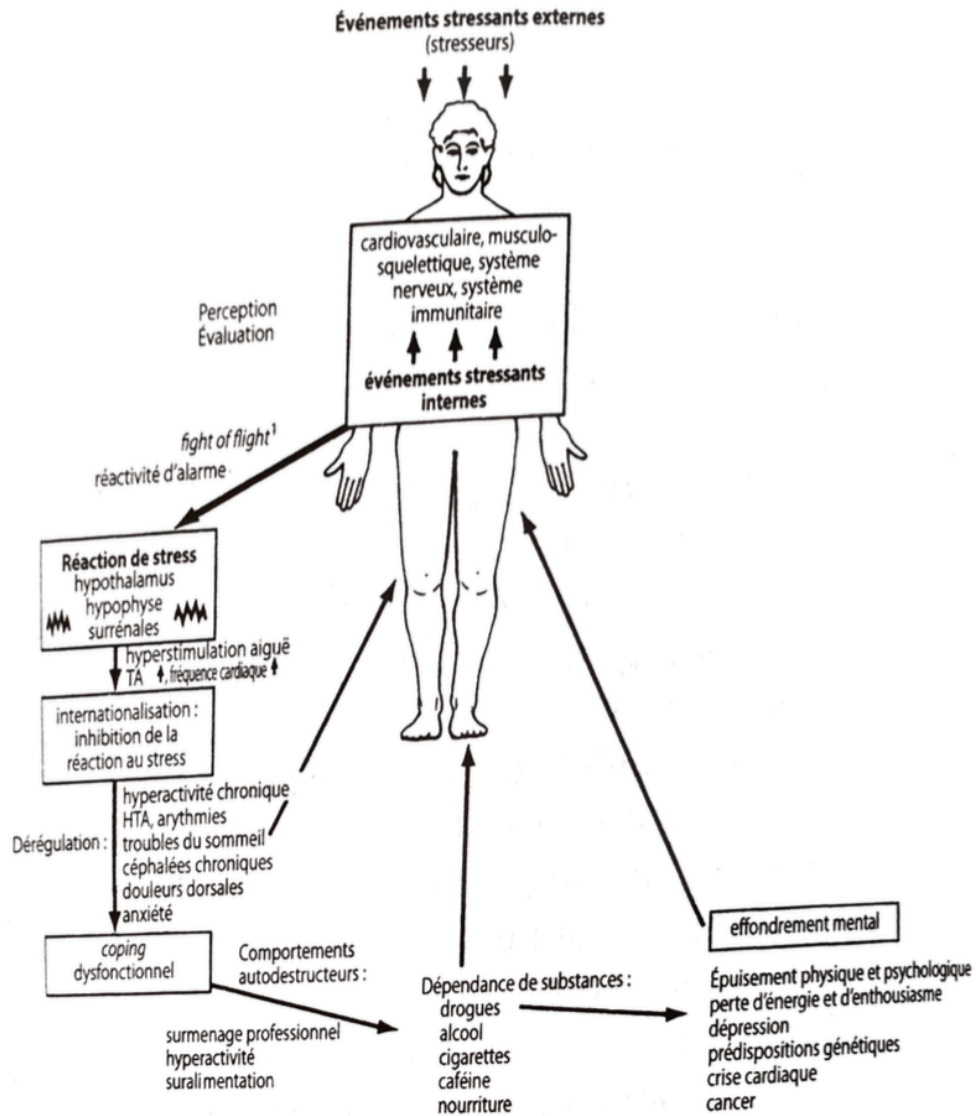 Événements stressants externes
(stresseurs)
cardiovasculaire, musculo-
squelettique, système
nerveux, système
immunitaire
événements stressants
internes
Perception
Évaluation
fight of flight¹
réactivité d'alarme
Réaction de stress
hypothalamus
hypophyse
surrénales
hyperstimulation aiguë
TA , fréquence cardiaque
internationalisation :
inhibition de la
réaction au stress
Dérégulation :
hyperactivité chronique
HTA, arythmies
troubles du sommeil
céphalées chroniques
douleurs dorsales
anxiété
coping
dysfonctionnel
Comportements
autodestructeurs :
surmenage professionnel
hyperactivité
suralimentation
Dépendance de substances :
drogues
alcool
cigarettes
caféine
nourriture
effondrement mental
Épuisement physique et psychologique
perte d'énergie et d'enthousiasme
dépression
prédispositions génétiques
crise cardiaque
cancer